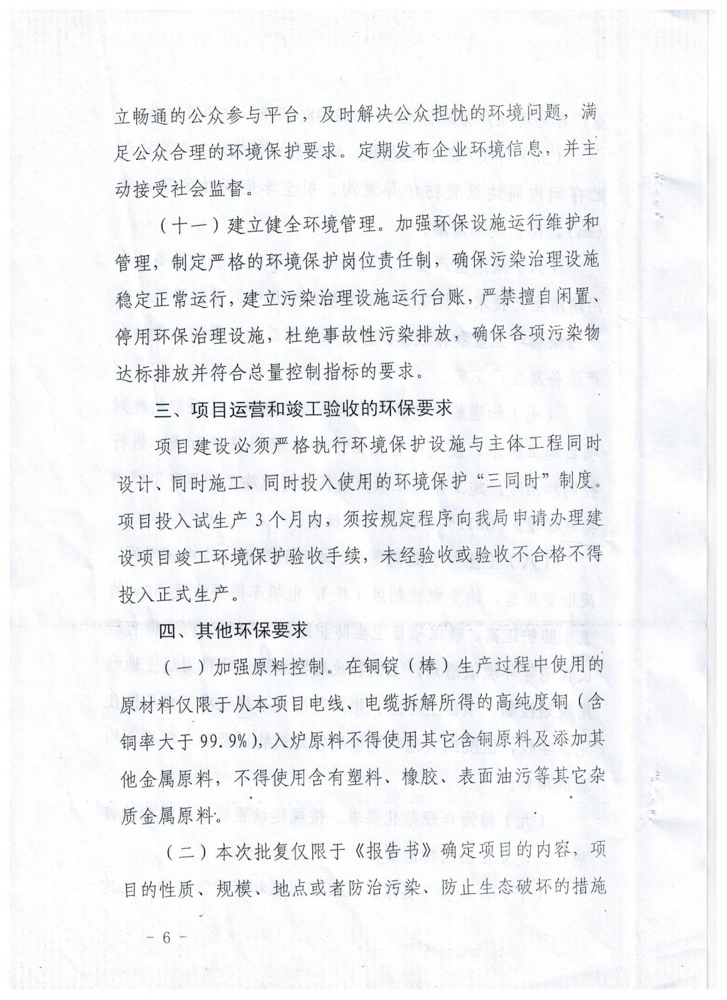 立畅通的公众参与平台，及时解决公众担忧的环境问题，满
足公众合理的环境保护要求。定期发布企业环境信息，并主
动接受社会监督。
（十一）建立健全环境管理。加强环保设施运行维护和
管理，制定严格的环境保护岗位责任制，确保污染治理设施
稳定正常运行，建立污染治理设施运行台账，严禁擅自闲置、
停用环保治理设施，杜绝事故性污染排放，确保各项污染物
达标排放并符合总量控制指标的要求。
三、项目运营和竣工验收的环保要求
项目建设必须严格执行环境保护设施与主体工程同时
设计、同时施工、同时投入使用的环境保护“三同时”制度。
项目投入试生产 3 个月内，须按规定程序向我局申请办理建
设项目竣工环境保护验收手续，未经验收或验收不合格不得
投入正式生产。
四、其他环保要求
（一）加强原料控制。在铜锭（棒）生产过程中使用的
原材料仅限于从本项目电线、电缆拆解所得的高纯度铜（含
铜率大于 99.9%），入炉原料不得使用其它含铜原料及添加其
他金属原料，不得使用含有塑料、橡胶、表面油污等其它杂
质金属原料。
（二）本次批复仅限于《报告书》确定项目的内容，项
目的性质、规模、地点或者防治污染、防止生态破坏的措施
- 6 -